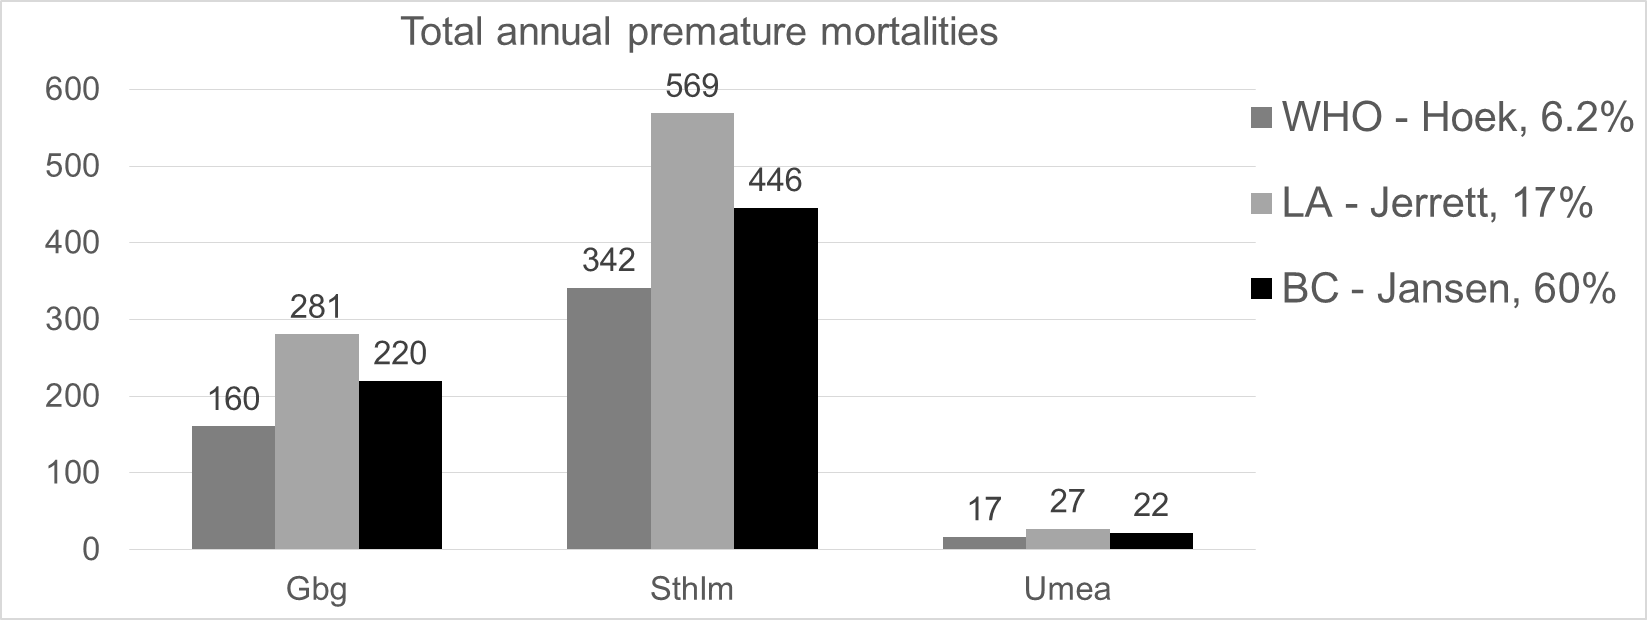 Total annual premature mortalities
600
500
400
300
200
100
0
160
281
220
342
569
446
17
27
22
Gbg
Sthlm
Umea
WHO - Hoek, 6.2%
LA - Jerrett, 17%
BC - Jansen, 60%